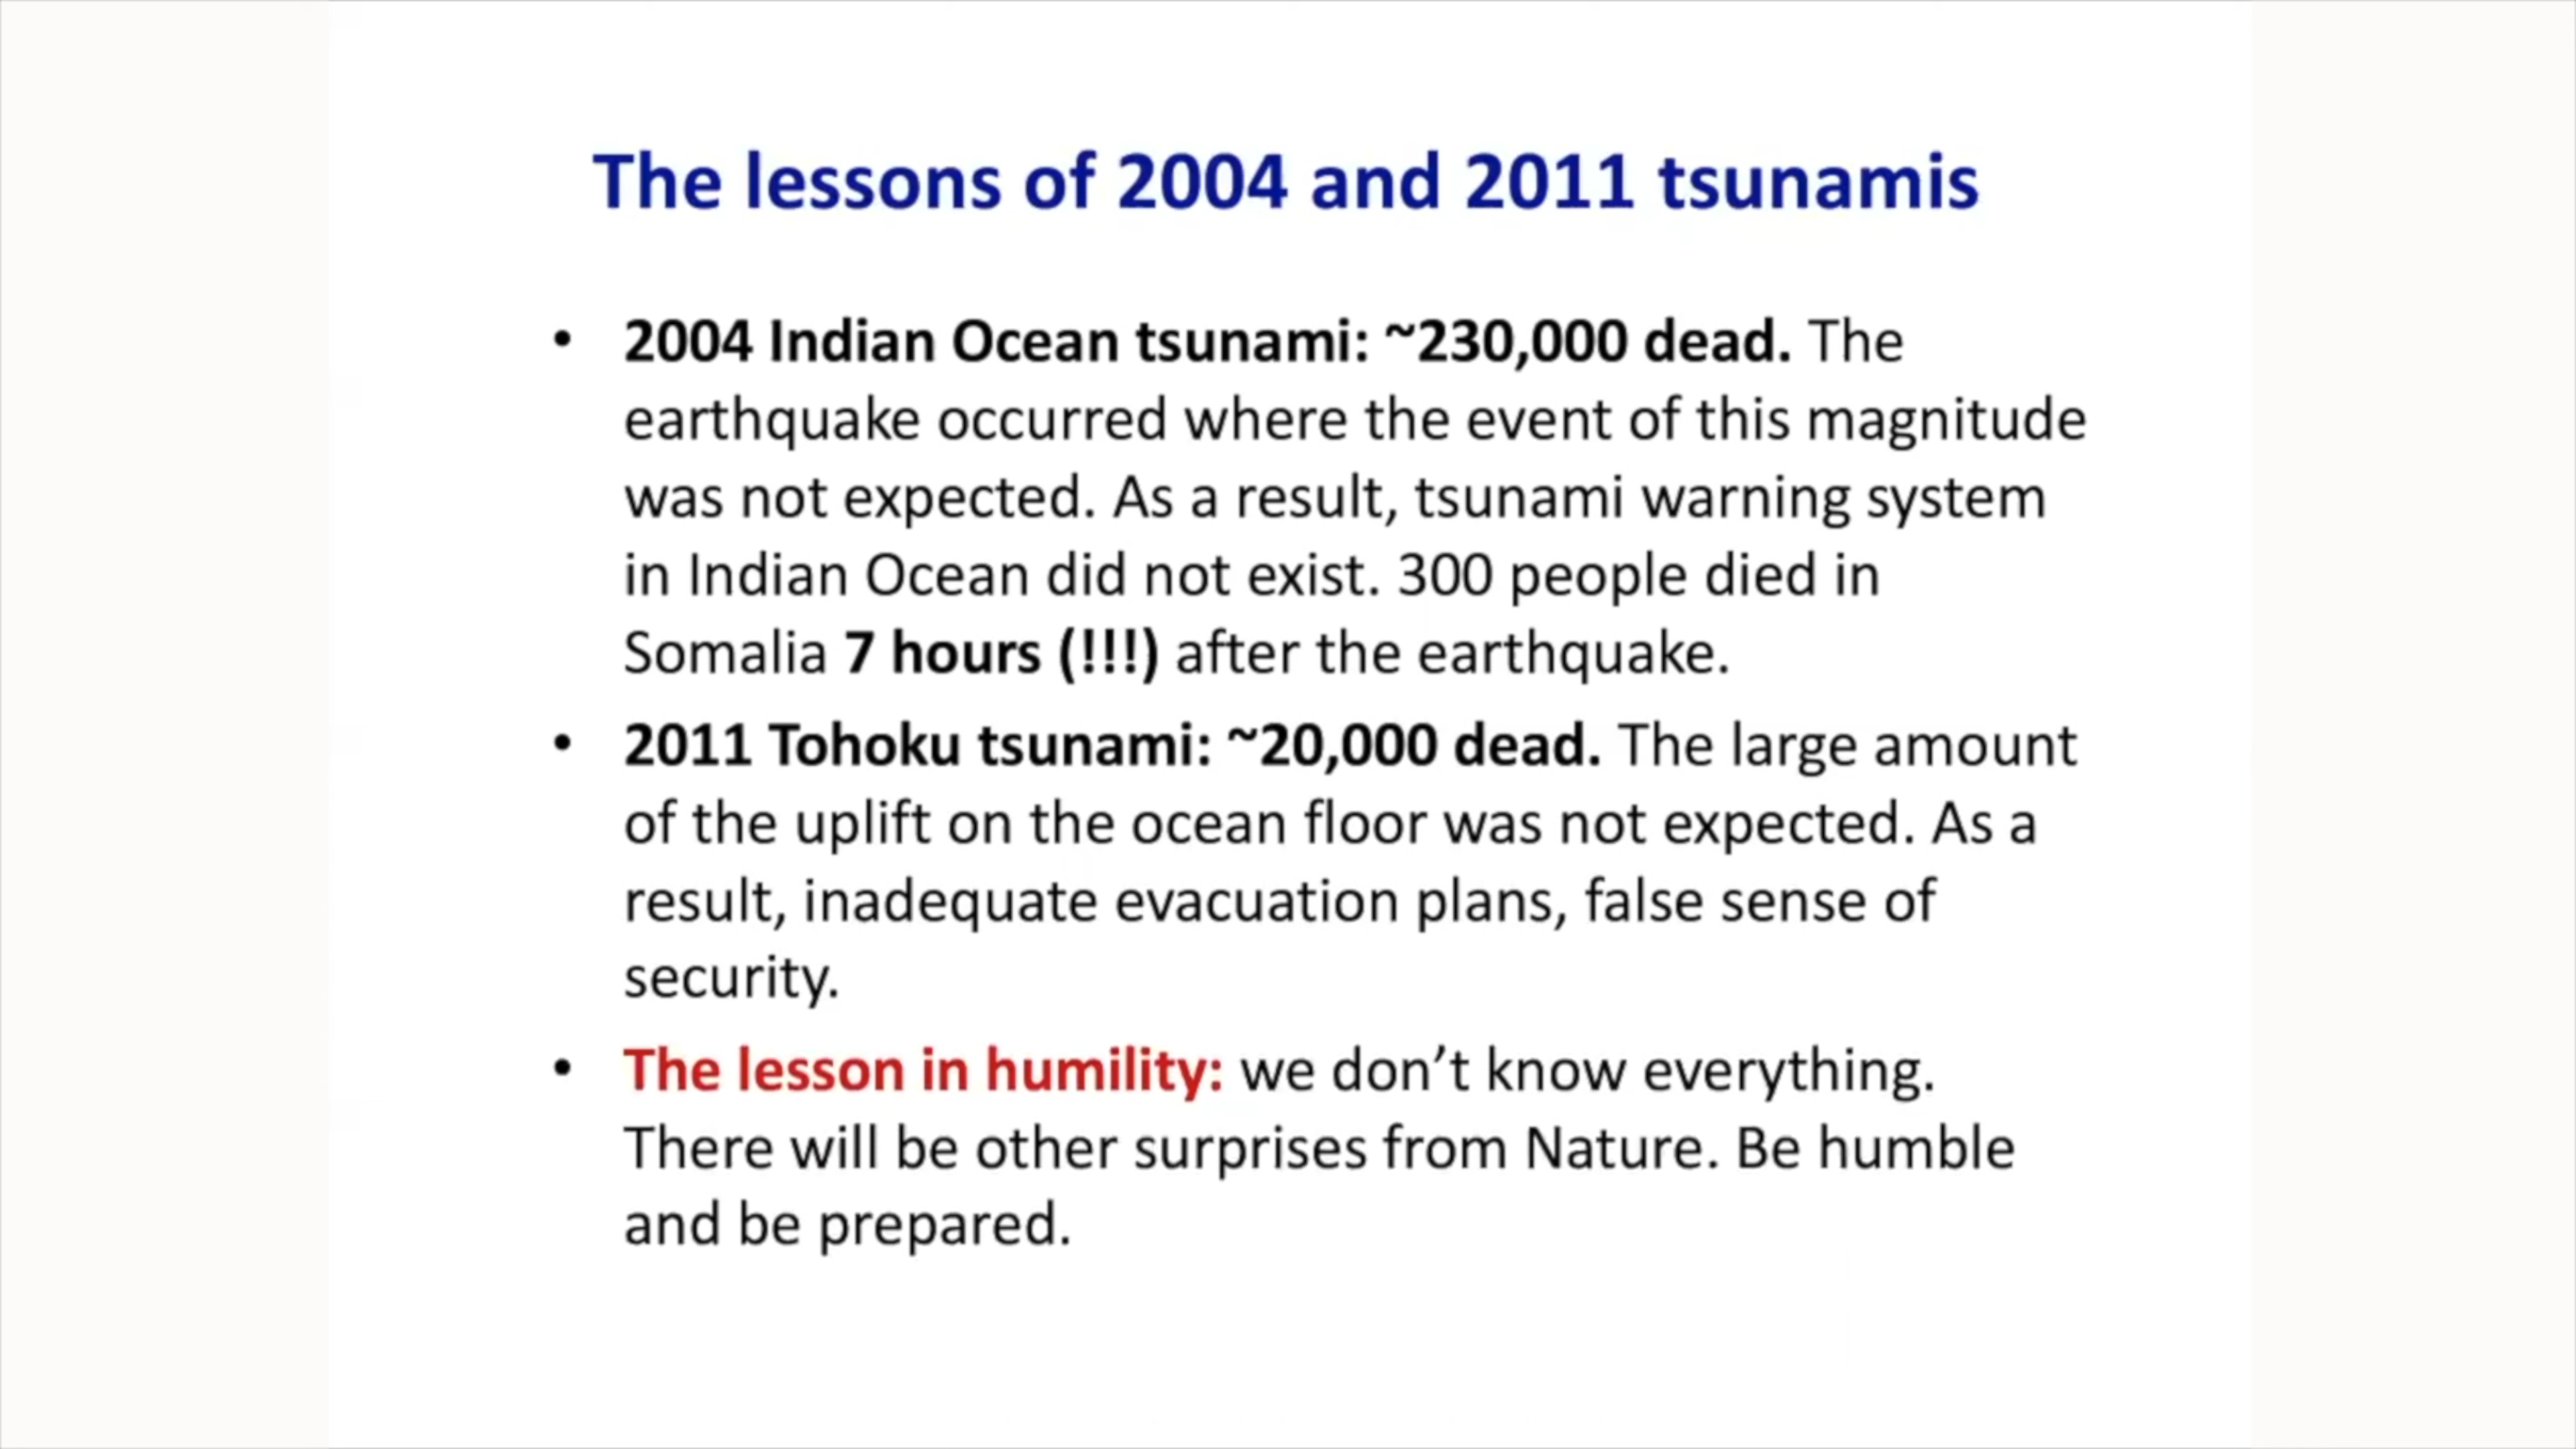 The lessons of 2004 and 2011 tsunamis
• 2004 Indian Ocean tsunami: ~230,000 dead. The
earthquake occurred where the event of this magnitude
was not expected. As a result, tsunami warning system
in Indian Ocean did not exist. 300 people died in
Somalia 7 hours (!!!) after the earthquake.
• 2011 Tohoku tsunami: ~20,000 dead. The large amount
of the uplift on the ocean floor was not expected. As a
result, inadequate evacuation plans, false sense of
security.
• The lesson in humility: we don’t know everything.
There will be other surprises from Nature. Be humble
and be prepared.